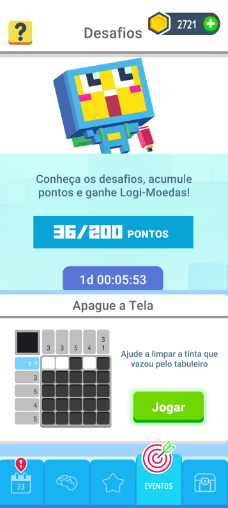 ?
Desafios
2721
+
Conheça os desafios, acumule
pontos e ganhe Logi-Moedas!
36/200 PONTOS
1d 00:05:53
Apague a Tela
3 3 5 4 3 1
1 1
3
5
4
5
Ajude a limpar a tinta que
vazou pelo tabuleiro
Jogar
!
23
EVENTOS